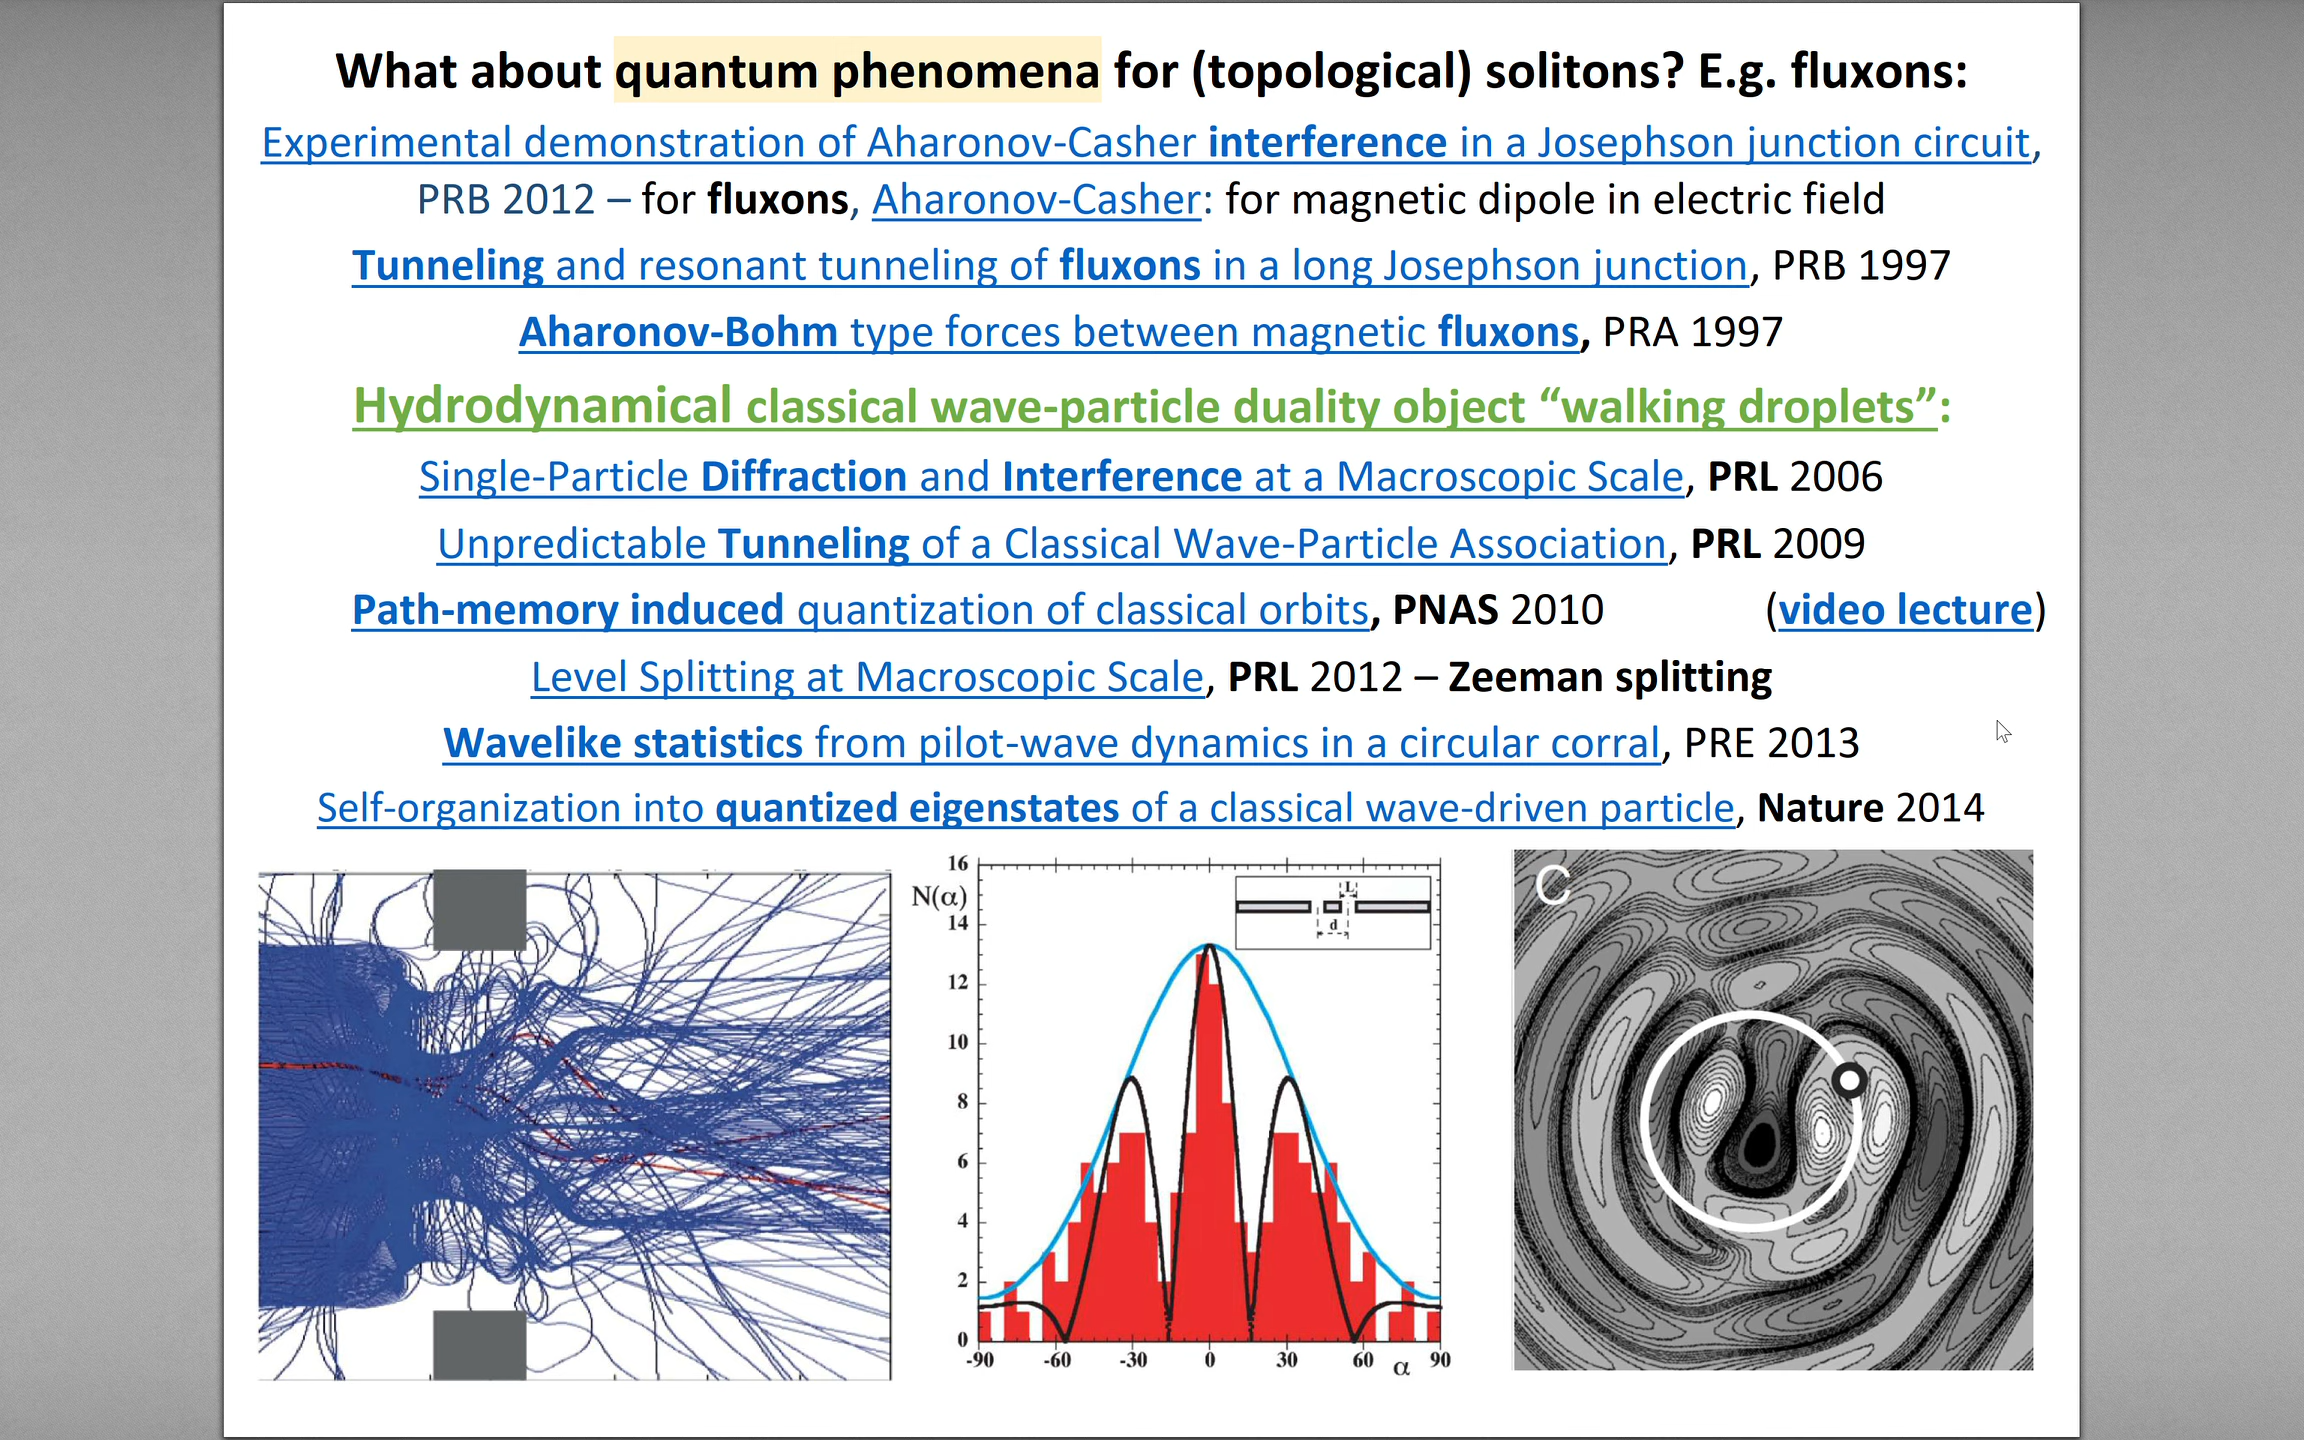 What about quantum phenomena for (topological) solitons? E.g. fluxons:
Experimental demonstration of Aharonov-Casher interference in a Josephson junction circuit,
PRB 2012 – for fluxons, Aharonov-Casher: for magnetic dipole in electric field
Tunneling and resonant tunneling of fluxons in a long Josephson junction, PRB 1997
Aharonov-Bohm type forces between magnetic fluxons, PRA 1997
Hydrodynamical classical wave-particle duality object “walking droplets”:
Single-Particle Diffraction and Interference at a Macroscopic Scale, PRL 2006
Unpredictable Tunneling of a Classical Wave-Particle Association, PRL 2009
Path-memory induced quantization of classical orbits, PNAS 2010 (video lecture)
Level Splitting at Macroscopic Scale, PRL 2012 – Zeeman splitting
Wavelike statistics from pilot-wave dynamics in a circular corral, PRE 2013
Self-organization into quantized eigenstates of a classical wave-driven particle, Nature 2014
16
N(α)
14
12
10
8
6
4
2
0
-90 -60 -30 0 30 60 α 90
L
d
C